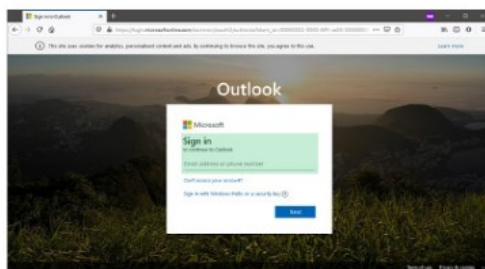 Sign in to Outlook
This site uses cookies for analytics, personalized content and ads. By continuing to browse this site, you agree to this use.
Learn more
Outlook
Microsoft
Sign in
to continue to Outlook
Email address or phone number
Can't access your account?
Sign in with Windows Hello or a security key
Next
Terms of use Privacy & cookies